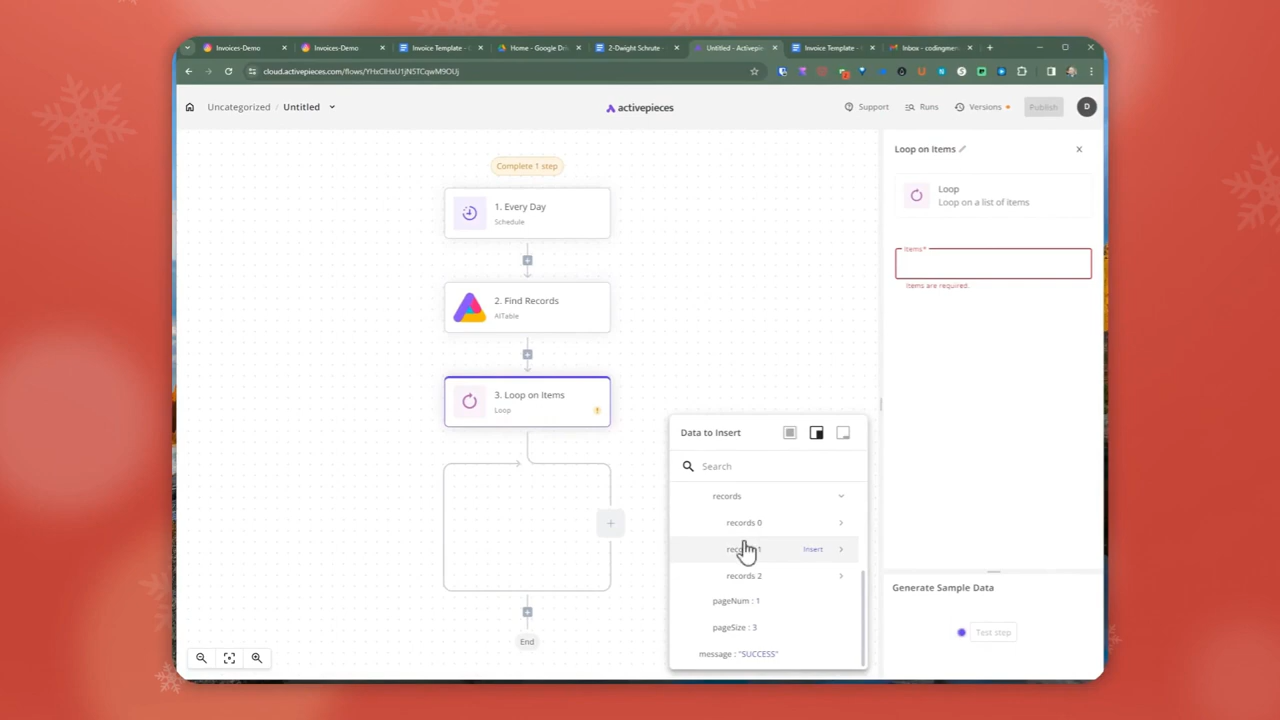 Invoices-Demo
Invoices-Demo
Invoice Template - G
Home - Google Dri
2-Dwight Schrute -
Untitled - Activepie
Invoice Template -
Inbox - codingmen
cloud.activepieces.com/flows/
Uncategorized / Untitled
activepieces
Support
Runs
Versions
Publish
D
Complete 1 step
1. Every Day
Schedule
2. Find Records
AITable
3. Loop on Items
Loop
End
Loop on Items
Loop
Loop on a list of items
Items*
Items are required.
Data to Insert
Search
records
records 0
Insert
records 2
pageNum : 1
pageSize : 3
message : "SUCCESS"
Generate Sample Data
Test step